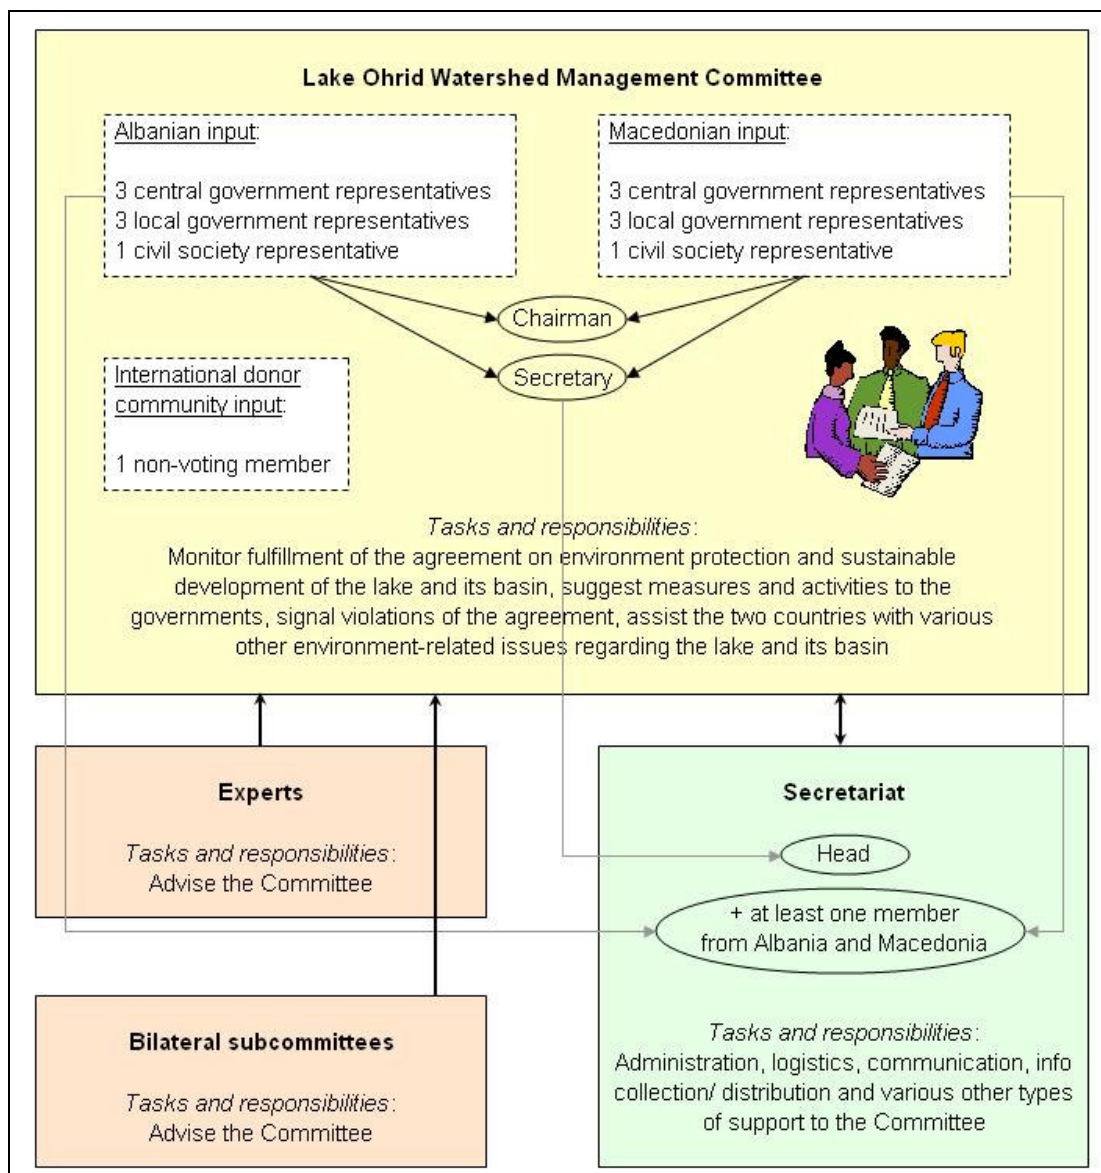 Lake Ohrid Watershed Management Committee
Albanian input:
3 central government representatives
3 local government representatives
1 civil society representative
Macedonian input:
3 central government representatives
3 local government representatives
1 civil society representative
Chairman
Secretary
International donor
community input:
1 non-voting member
Tasks and responsibilities:
Monitor fulfillment of the agreement on environment protection and sustainable
development of the lake and its basin, suggest measures and activities to the
governments, signal violations of the agreement, assist the two countries with various
other environment-related issues regarding the lake and its basin
Experts
Tasks and responsibilities:
Advise the Committee
Bilateral subcommittees
Tasks and responsibilities:
Advise the Committee
Secretariat
Head
+ at least one member
from Albania and Macedonia
Tasks and responsibilities:
Administration, logistics, communication, info
collection/ distribution and various other types
of support to the Committee